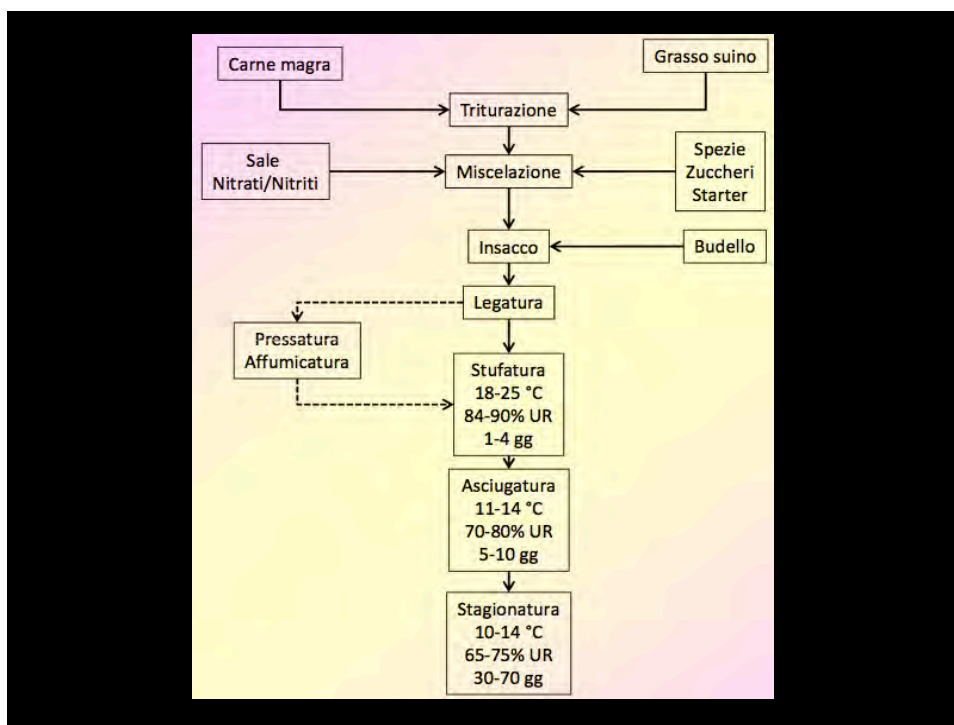 Carne magra
Grasso suino
Triturazione
Sale
Nitrati/Nitriti
Miscelazione
Spezie
Zuccheri
Starter
Insacco
Budello
Legatura
Pressatura
Affumicatura
Stufatura
18-25 °C
84-90% UR
1-4 gg
Asciugatura
11-14 °C
70-80% UR
5-10 gg
Stagionatura
10-14 °C
65-75% UR
30-70 gg